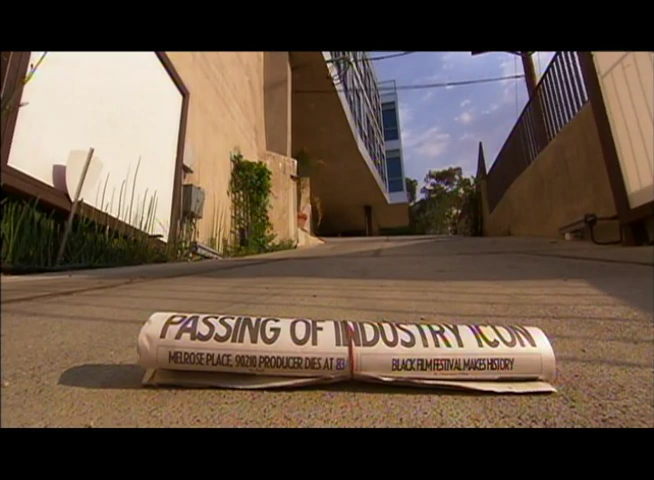 PASSING OF INDUSTRY ICON
MELROSE PLACE, 90210 PRODUCER DIES AT 83
BLACK FILM FESTIVAL MAKES HISTORY